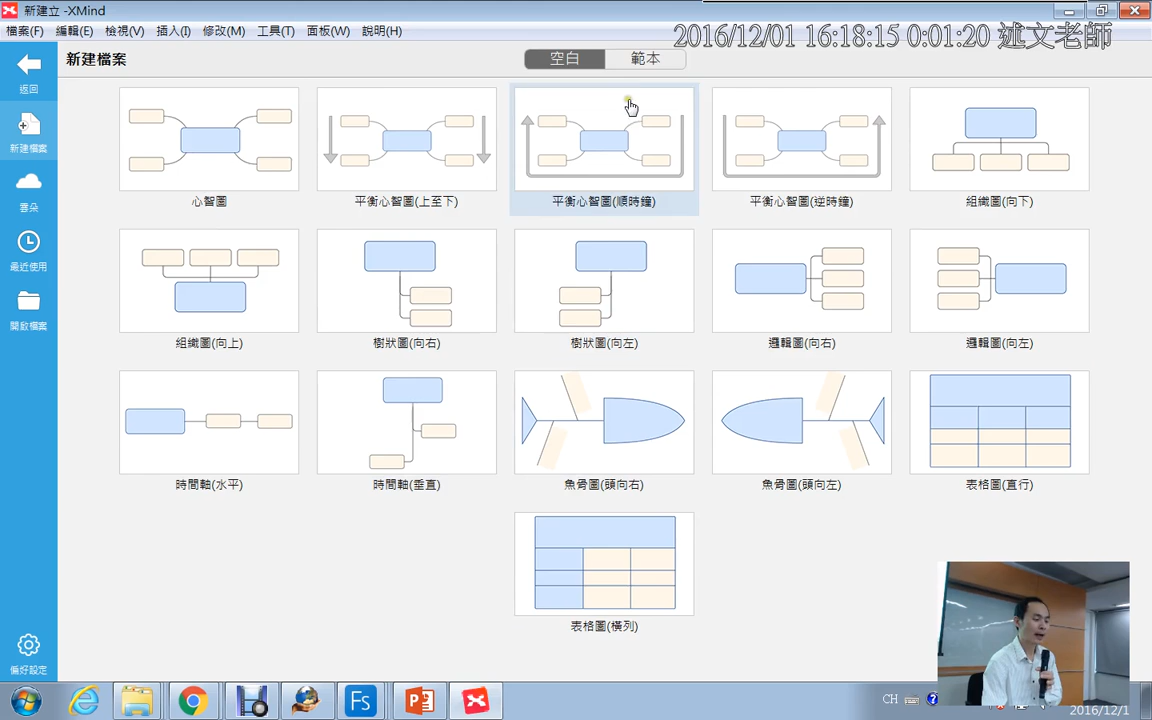 新建立 -XMind
檔案(F) 編輯(E) 檢視(V) 插入(I) 修改(M) 工具(T) 面板(W) 說明(H)
2016/12/01 16:18:15 0:01:20 述文老師
返回
新建檔案
雲朵
最近使用
開啟檔案
偏好設定
新建檔案
空白 範本
心智圖 平衡心智圖(上至下) 平衡心智圖(順時鐘) 平衡心智圖(逆時鐘) 組織圖(向下)
組織圖(向上) 樹狀圖(向右) 樹狀圖(向左) 邏輯圖(向右) 邏輯圖(向左)
時間軸(水平) 時間軸(垂直) 魚骨圖(頭向右) 魚骨圖(頭向左) 表格圖(直行)
表格圖(橫列)
Fs
CH
2016/12/1